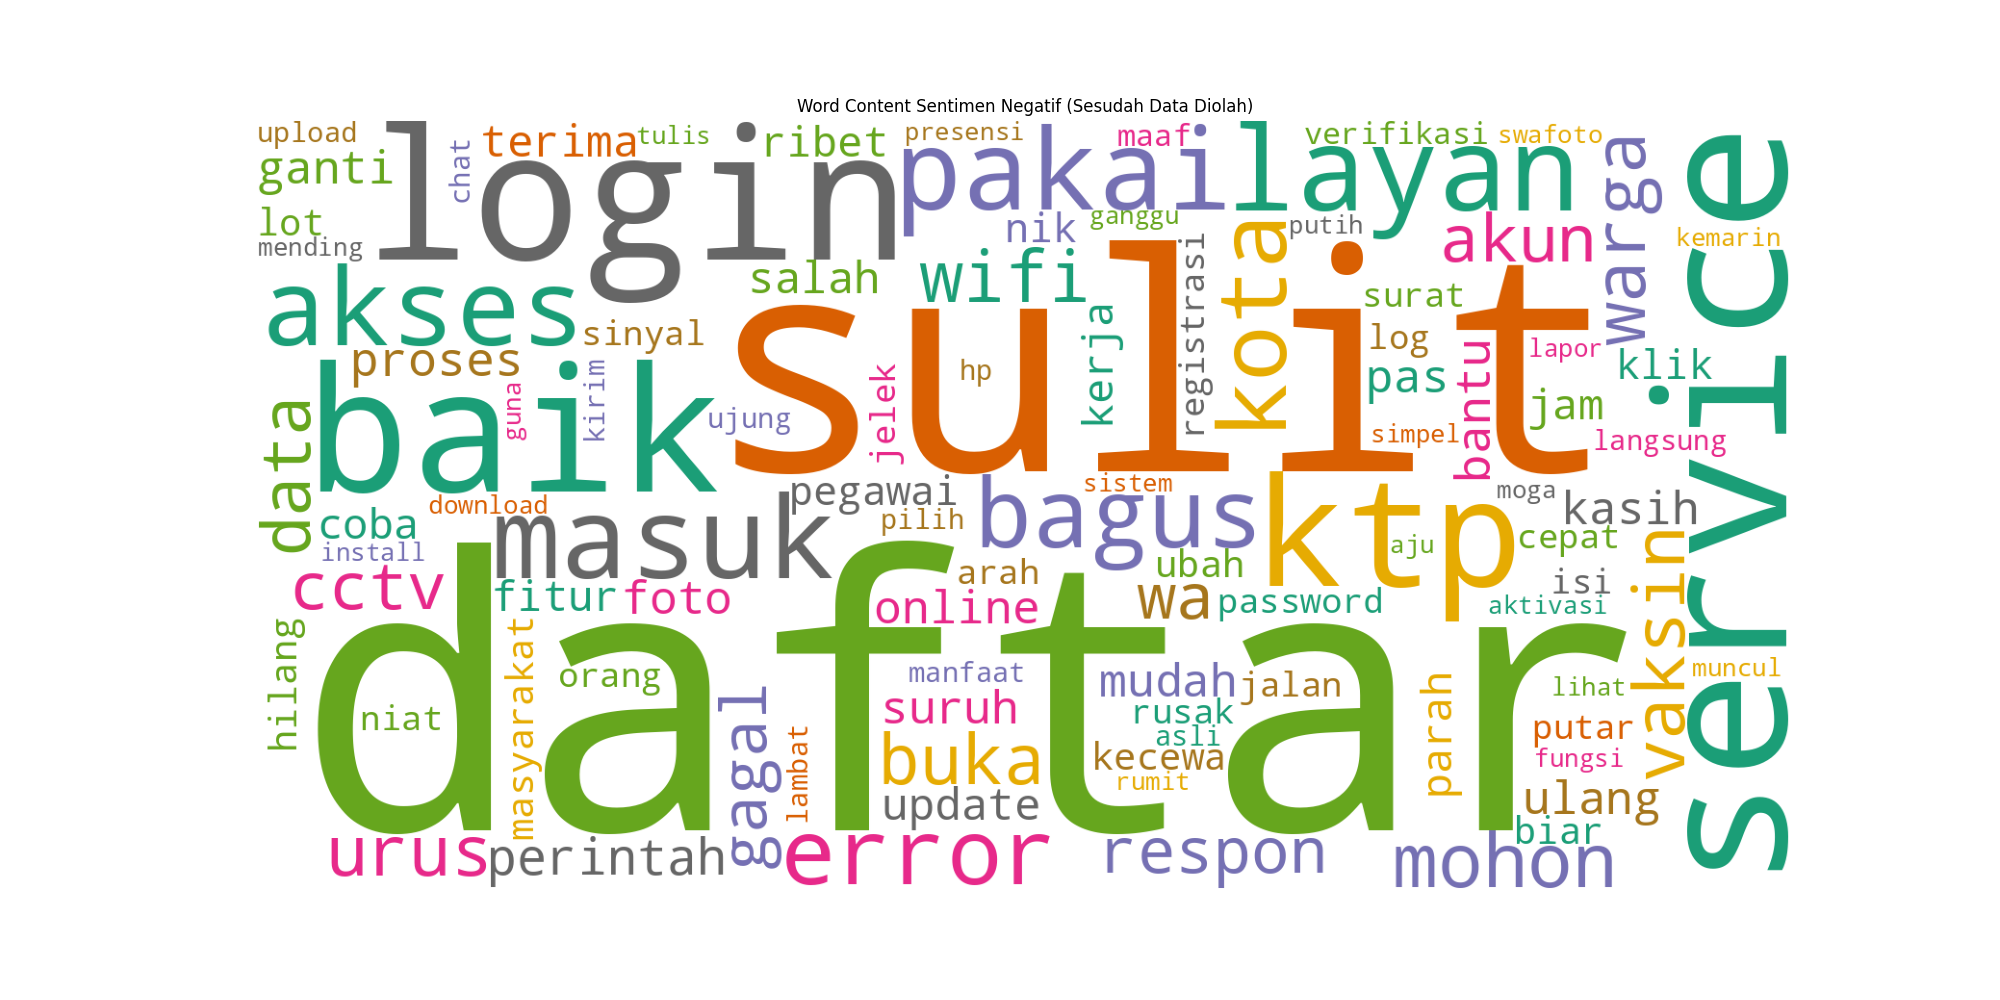 Word Content Sentimen Negatif (Sesudah Data Diolah)
upload
login
chat
terima
tulis
ribet
presensi
pakai
maaf
layan
verifikasi
swafoto
warga
service
ganti
lot
mending
nik
ganggu
putih
akun
kemarin
akses
salah
wifi
registrasi
kota
surat
sinyal
sulit
kerja
log
lapor
proses
baik
guna
kirim
ujung
jelek
hp
pas
bantu
klik
jam
simpel
langsung
data
download
coba
install
masuk
pegawai
pilih
bagus
sistem
ktp
moga
kasih
aju
cepat
cctv
fitur
foto
arah
online
ubah
wa
password
isi
aktivasi
vaksin
daftar
hilang
niat
masyarakat
orang
gagal
lambat
manfaat
suruh
buka
update
mudah
jalan
rusak
asli
kecewa
rumit
parah
lihat
muncul
putar
fungsi
ulang
biar
urus
perintah
error
respon
mohon